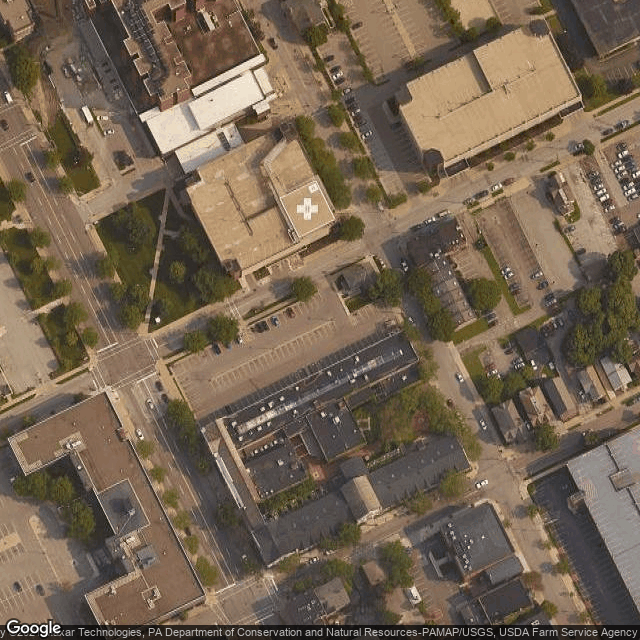 Google
xar Technologies, PA Department of Conservation and Natural Resources-PAMAP/USGS, USDA Farm Service Agency